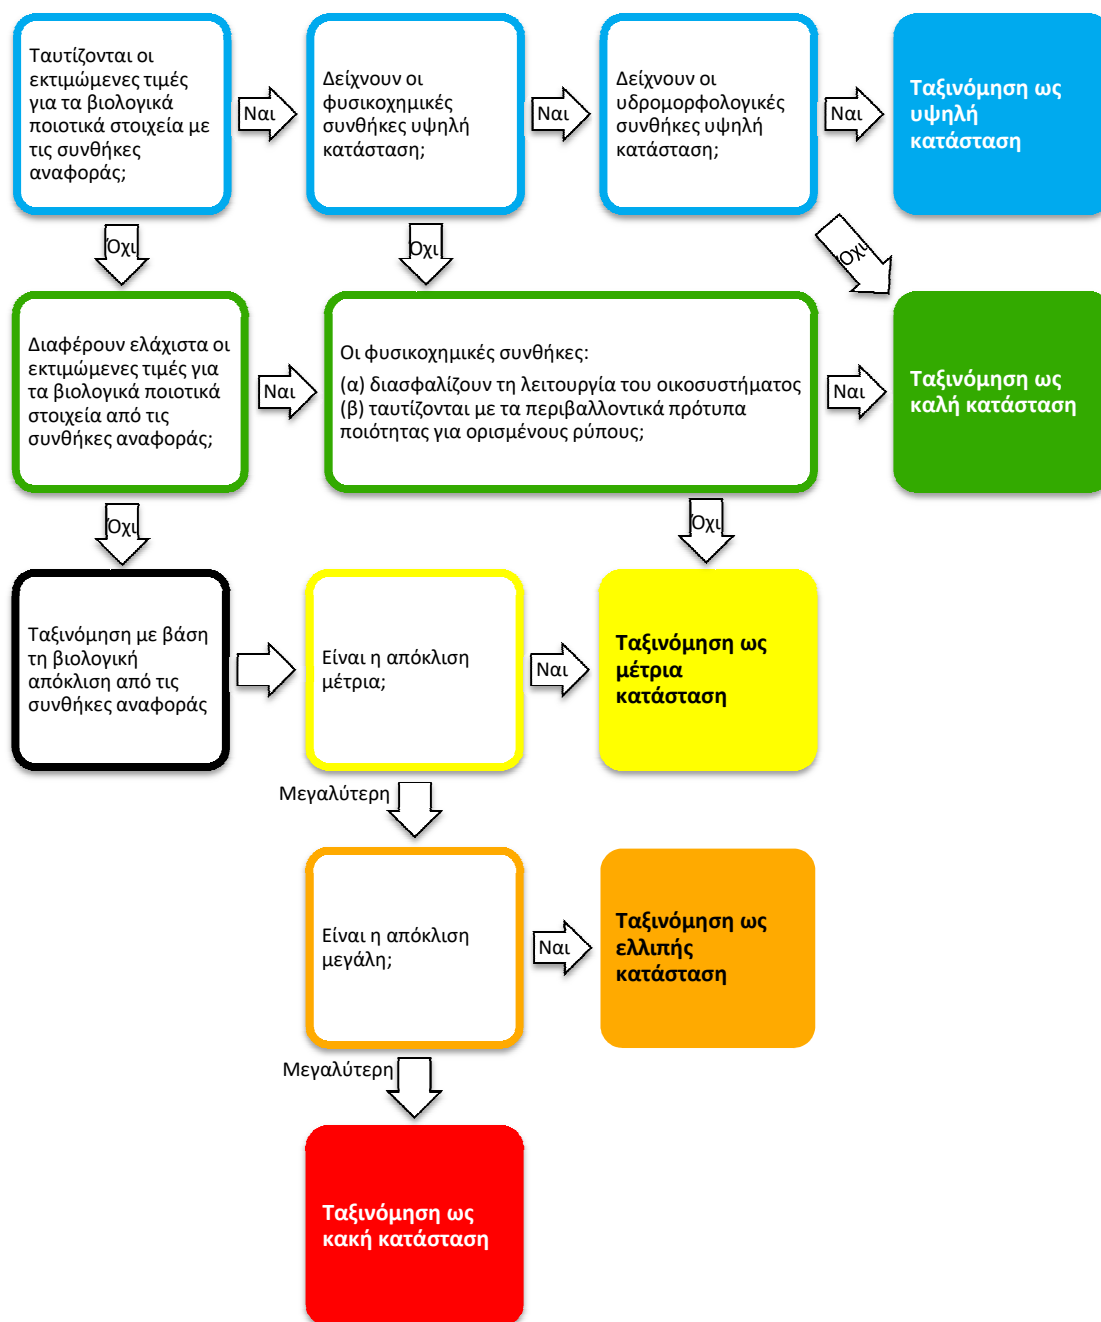 Ταυτίζονται οι
εκτιμώμενες τιμές
για τα βιολογικά
ποιοτικά στοιχεία με
τις συνθήκες
αναφοράς;
Ναι
Δείχνουν οι
φυσικοχημικές
συνθήκες υψηλή
κατάσταση;
Ναι
Δείχνουν οι
υδρομορφολογικές
συνθήκες υψηλή
κατάσταση;
Ναι
Ταξινόμηση ως
υψηλή
κατάσταση
Όχι
Όχι
Όχι
Διαφέρουν ελάχιστα οι
εκτιμώμενες τιμές για
τα βιολογικά ποιοτικά
στοιχεία από τις
συνθήκες αναφοράς;
Ναι
Οι φυσικοχημικές συνθήκες:
(α) διασφαλίζουν τη λειτουργία του οικοσυστήματος
(β) ταυτίζονται με τα περιβαλλοντικά πρότυπα
ποιότητας για ορισμένους ρύπους;
Ναι
Ταξινόμηση ως
καλή κατάσταση
Όχι
Όχι
Ταξινόμηση με βάση
τη βιολογική
απόκλιση από τις
συνθήκες αναφοράς
Είναι η απόκλιση
μέτρια;
Ναι
Ταξινόμηση ως
μέτρια
κατάσταση
Μεγαλύτερη
Είναι η απόκλιση
μεγάλη;
Ναι
Ταξινόμηση ως
ελλιπής
κατάσταση
Μεγαλύτερη
Ταξινόμηση ως
κακή κατάσταση